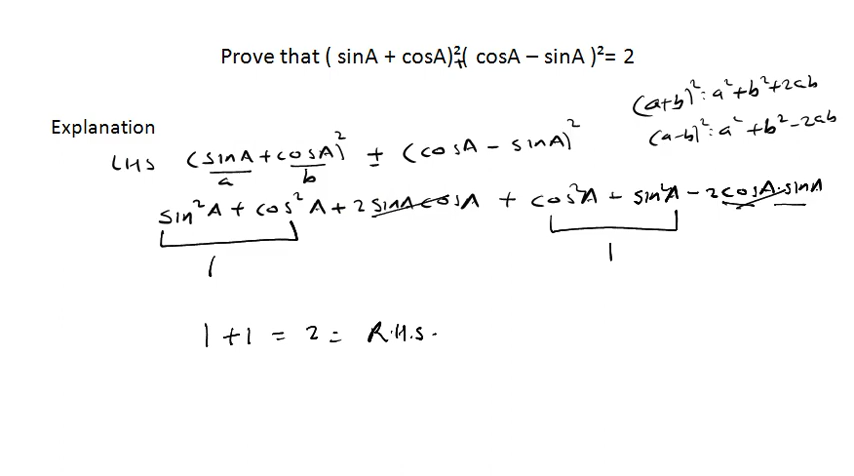 Prove that ( sinA + cosA)²+( cosA – sinA )²= 2
(a+b)²: a²+b²+2ab
(a-b)²: a²+b²-2ab
Explanation
LHS (sinA + cosA)² + (cosA - sinA)²
a b
sin²A + cos²A + 2 sinA cosA + cos²A + sin²A - 2cosA.sinA
1 1
1 + 1 = 2 = R.H.S.